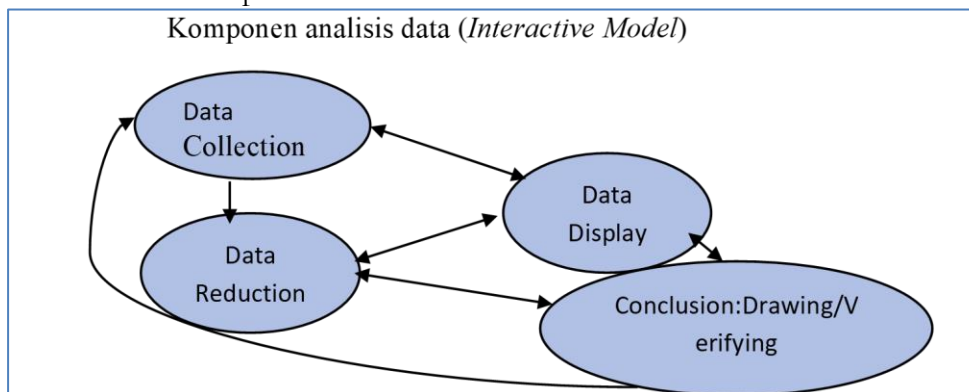 Komponen analisis data (Interactive Model)
Data
Collection
Data
Display
Data
Reduction
Conclusion:Drawing/V
erifying